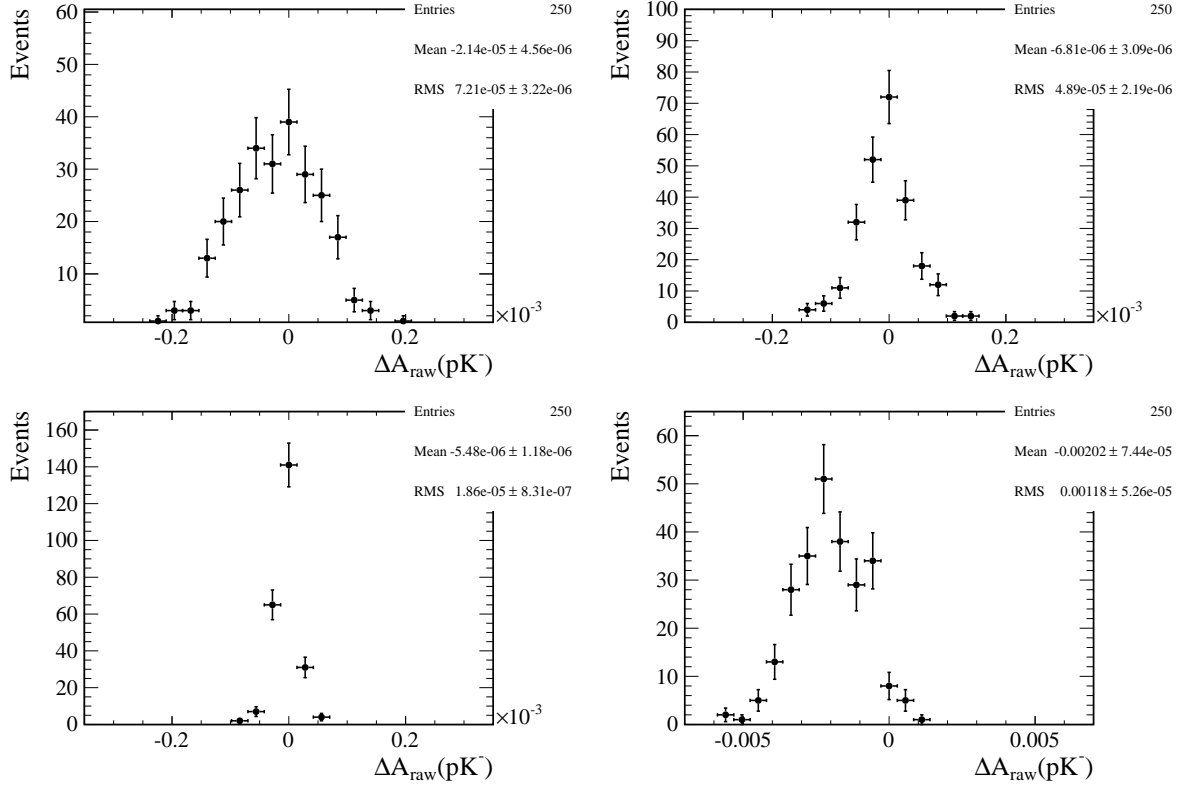 Entries 250
Mean -2.14e-05 ± 4.56e-06
RMS 7.21e-05 ± 3.22e-06
Events
60
50
40
30
20
10
-0.2 0 0.2
×10⁻³
ΔA_raw(pK⁻)
Entries 250
Mean -6.81e-06 ± 3.09e-06
RMS 4.89e-05 ± 2.19e-06
Events
100
90
80
70
60
50
40
30
20
10
0
-0.2 0 0.2
×10⁻³
ΔA_raw(pK⁻)
Entries 250
Mean -5.48e-06 ± 1.18e-06
RMS 1.86e-05 ± 8.31e-07
Events
160
140
120
100
80
60
40
20
0
-0.2 0 0.2
×10⁻³
ΔA_raw(pK⁻)
Entries 250
Mean -0.00202 ± 7.44e-05
RMS 0.00118 ± 5.26e-05
Events
60
50
40
30
20
10
0
-0.005 0 0.005
ΔA_raw(pK⁻)